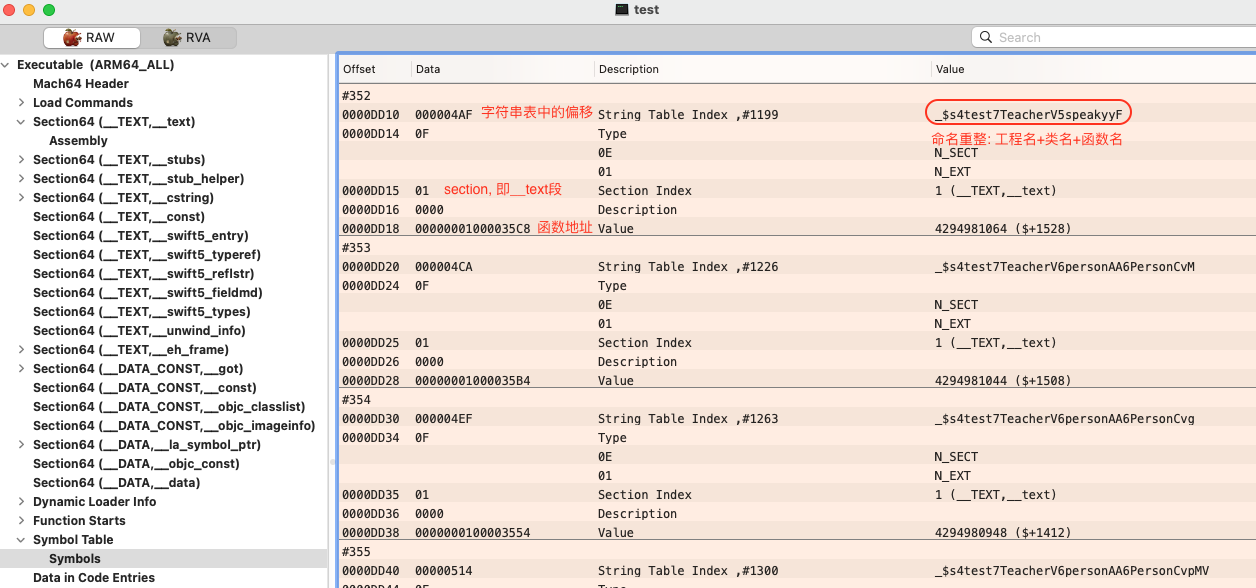 test
RAW RVA Search
Executable (ARM64_ALL)
Mach64 Header
Load Commands
Section64 (__TEXT,__text)
Assembly
Section64 (__TEXT,__stubs)
Section64 (__TEXT,__stub_helper)
Section64 (__TEXT,__cstring)
Section64 (__TEXT,__const)
Section64 (__TEXT,__swift5_entry)
Section64 (__TEXT,__swift5_typeref)
Section64 (__TEXT,__swift5_reflstr)
Section64 (__TEXT,__swift5_fieldmd)
Section64 (__TEXT,__swift5_types)
Section64 (__TEXT,__unwind_info)
Section64 (__TEXT,__eh_frame)
Section64 (__DATA_CONST,__got)
Section64 (__DATA_CONST,__const)
Section64 (__DATA_CONST,__objc_classlist)
Section64 (__DATA_CONST,__objc_imageinfo)
Section64 (__DATA,__la_symbol_ptr)
Section64 (__DATA,__objc_const)
Section64 (__DATA,__data)
Dynamic Loader Info
Function Starts
Symbol Table
Symbols
Data in Code Entries
Offset Data Description Value
#352
0000DD10 000004AF 字符串表中的偏移 String Table Index ,#1199 _$s4test7TeacherV5speakyyF
0000DD14 0F Type 命名重整: 工程名+类名+函数名
0E N_SECT
01 N_EXT
0000DD15 01 section, 即__text段 Section Index 1 (__TEXT,__text)
0000DD16 0000 Description
0000DD18 00000001000035C8 函数地址 Value 4294981064 ($+1528)
#353
0000DD20 000004CA String Table Index ,#1226 _$s4test7TeacherV6personAA6PersonCvM
0000DD24 0F Type
0E N_SECT
01 N_EXT
0000DD25 01 Section Index 1 (__TEXT,__text)
0000DD26 0000 Description
0000DD28 00000001000035B4 Value 4294981044 ($+1508)
#354
0000DD30 000004EF String Table Index ,#1263 _$s4test7TeacherV6personAA6PersonCvg
0000DD34 0F Type
0E N_SECT
01 N_EXT
0000DD35 01 Section Index 1 (__TEXT,__text)
0000DD36 0000 Description
0000DD38 0000000100003554 Value 4294980948 ($+1412)
#355
0000DD40 00000514 String Table Index ,#1300 _$s4test7TeacherV6personAA6PersonCvpMV